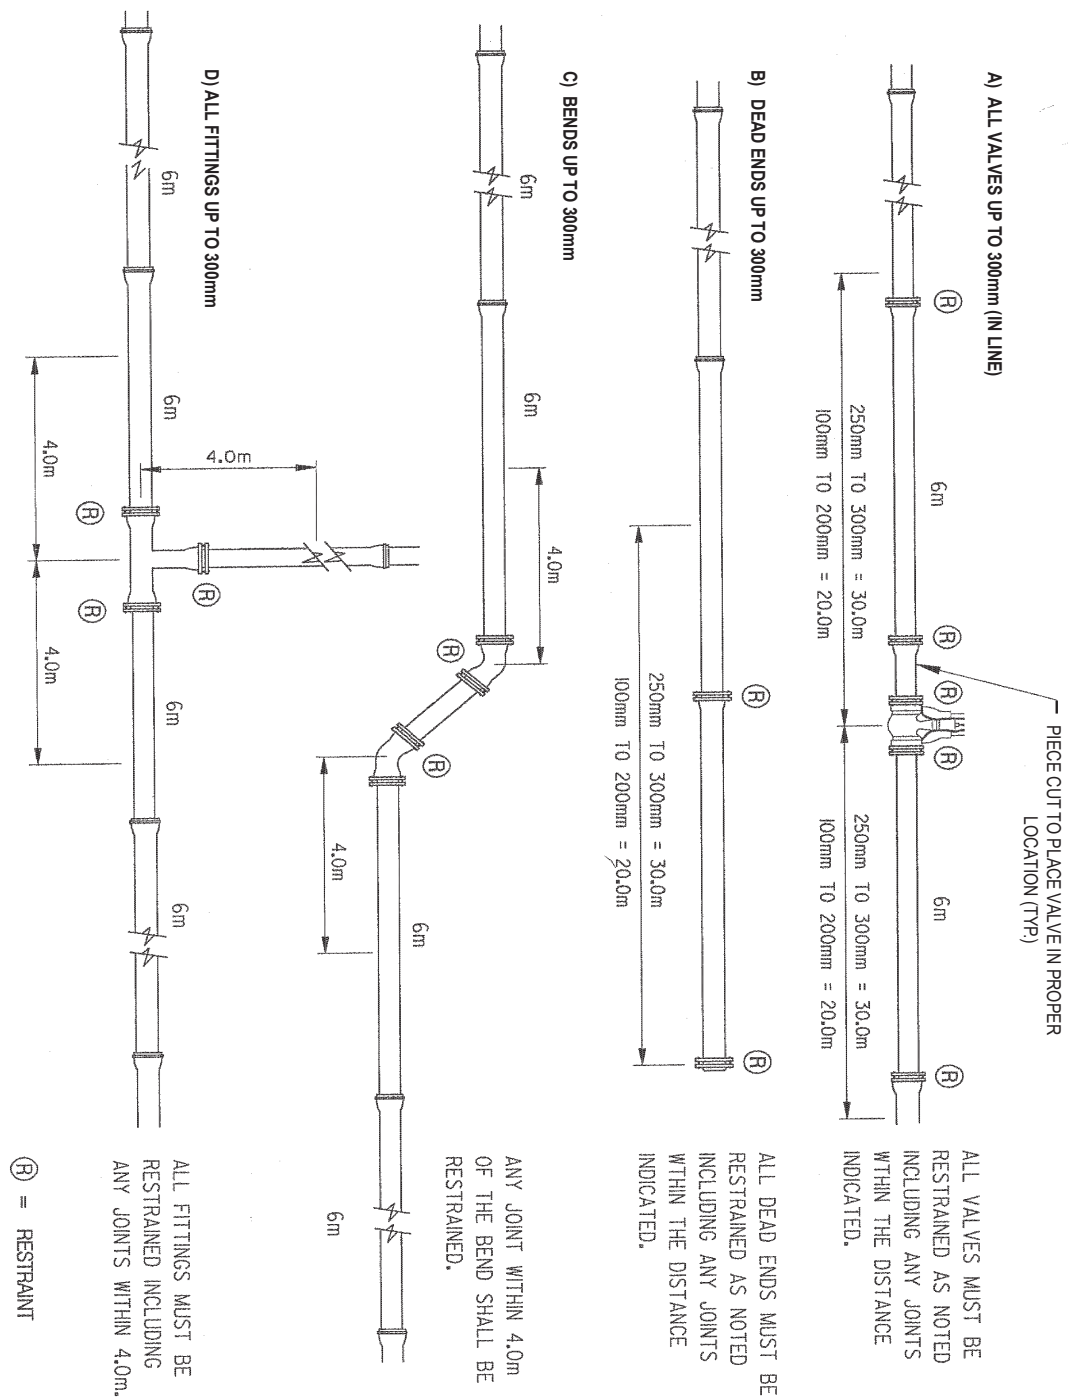 PIECE CUT TO PLACE VALVE IN PROPER
LOCATION (TYP.)
A) ALL VALVES UP TO 300mm (IN LINE)
R
6m
R
R
R
6m
R
250mm TO 300mm = 30.0m
100mm TO 200mm = 20.0m
250mm TO 300mm = 30.0m
100mm TO 200mm = 20.0m
ALL VALVES MUST BE
RESTRAINED AS NOTED
INCLUDING ANY JOINTS
WTHIN THE DISTANCE
INDICATED.
B) DEAD ENDS UP TO 300mm
R
R
250mm TO 300mm = 30.0m
100mm TO 200mm = 20.0m
ALL DEAD ENDS MUST BE
RESTRAINED AS NOTED
INCLUDING ANY JOINTS
WTHIN THE DISTANCE
INDICATED.
C) BENDS UP TO 300mm
6m
6m
4.0m
R
R
4.0m
6m
6m
ANY JOINT WITHIN 4.0m
OF THE BEND SHALL BE
RESTRAINED.
D) ALL FITTINGS UP TO 300mm
6m
6m
4.0m
4.0m
R
R
R
4.0m
6m
6m
ALL FITTINGS MUST BE
RESTRAINED INCLUDING
ANY JOINTS WITHIN 4.0m.
R = RESTRAINT